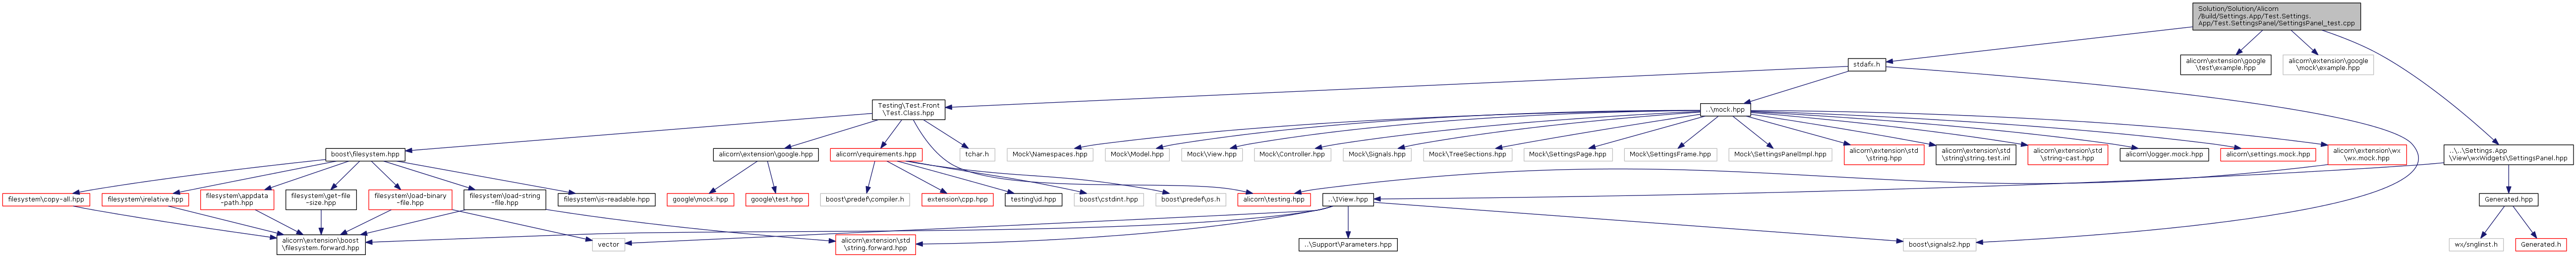 Solution/Solution/Alicorn
/Build/Settings.App/Test.Settings.
App/Test.SettingsPanel/SettingsPanel_test.cpp
stdafx.h
alicorn\extension\google
test\example.hpp
alicorn\extension\google
mock\example.hpp
Testing\Test.Front
\Test.Class.hpp
..\mock.hpp
boost\filesystem.hpp
alicorn\extension\google.hpp
alicorn\requrements.hpp
tchar.h
Mock\Namespaces.hpp
Mock\Model.hpp
Mock\View.hpp
Mock\Controller.hpp
Mock\Signals.hpp
Mock\TreeSections.hpp
Mock\SettingsPage.hpp
Mock\SettingsFrame.hpp
Mock\SettingsPanelImpl.hpp
alicorn\extension\std
\string.hpp
alicorn\extension\std
\string\string.test.inl
alicorn\extension\std
\string-cast.hpp
alicorn\logger.mock.hpp
alicorn\settings.mock.hpp
alicorn\extension\wx
\wx.mock.hpp
..\..\Settings.App
\View\wxWidgets\SettingsPanel.hpp
filesystem\copy-all.hpp
filesystem\relative.hpp
filesystem\appdata
-path.hpp
filesystem\get-file
-size.hpp
filesystem\load-binary
-file.hpp
filesystem\load-string
-file.hpp
filesystem\is-readable.hpp
google\mock.hpp
google\test.hpp
boost\predef\compiler.h
extension\cpp.hpp
testing\d.hpp
boost\cstdint.hpp
boost\predef\os.h
alicorn\testing.hpp
..\IView.hpp
Generated.hpp
alicorn\extension\boost
\filesystem.forward.hpp
vector
alicorn\extension\std
\string.forward.hpp
..\Support\Parameters.hpp
boost\signals2.hpp
wx/snglinst.h
Generated.h